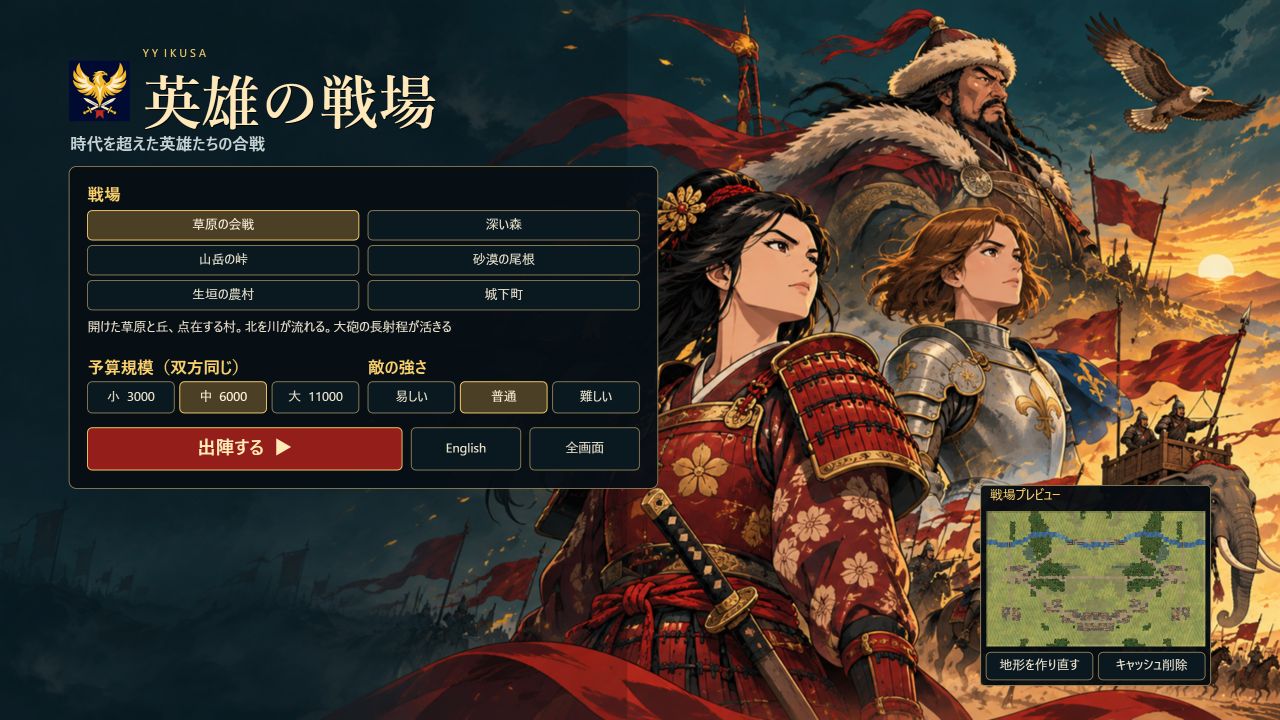 YY IKUSA
英雄の戦場
時代を超えた英雄たちの合戦
戦場
草原の会戦
深い森
山岳の峠
砂漠の尾根
生垣の農村
城下町
開けた草原と丘、点在する村。北を川が流れる。大砲の長射程が活きる
予算規模（双方同じ）
敵の強さ
小 3000
中 6000
大 11000
易しい
普通
難しい
出陣する ▶
English
全画面
戦場プレビュー
地形を作り直す
キャッシュ削除